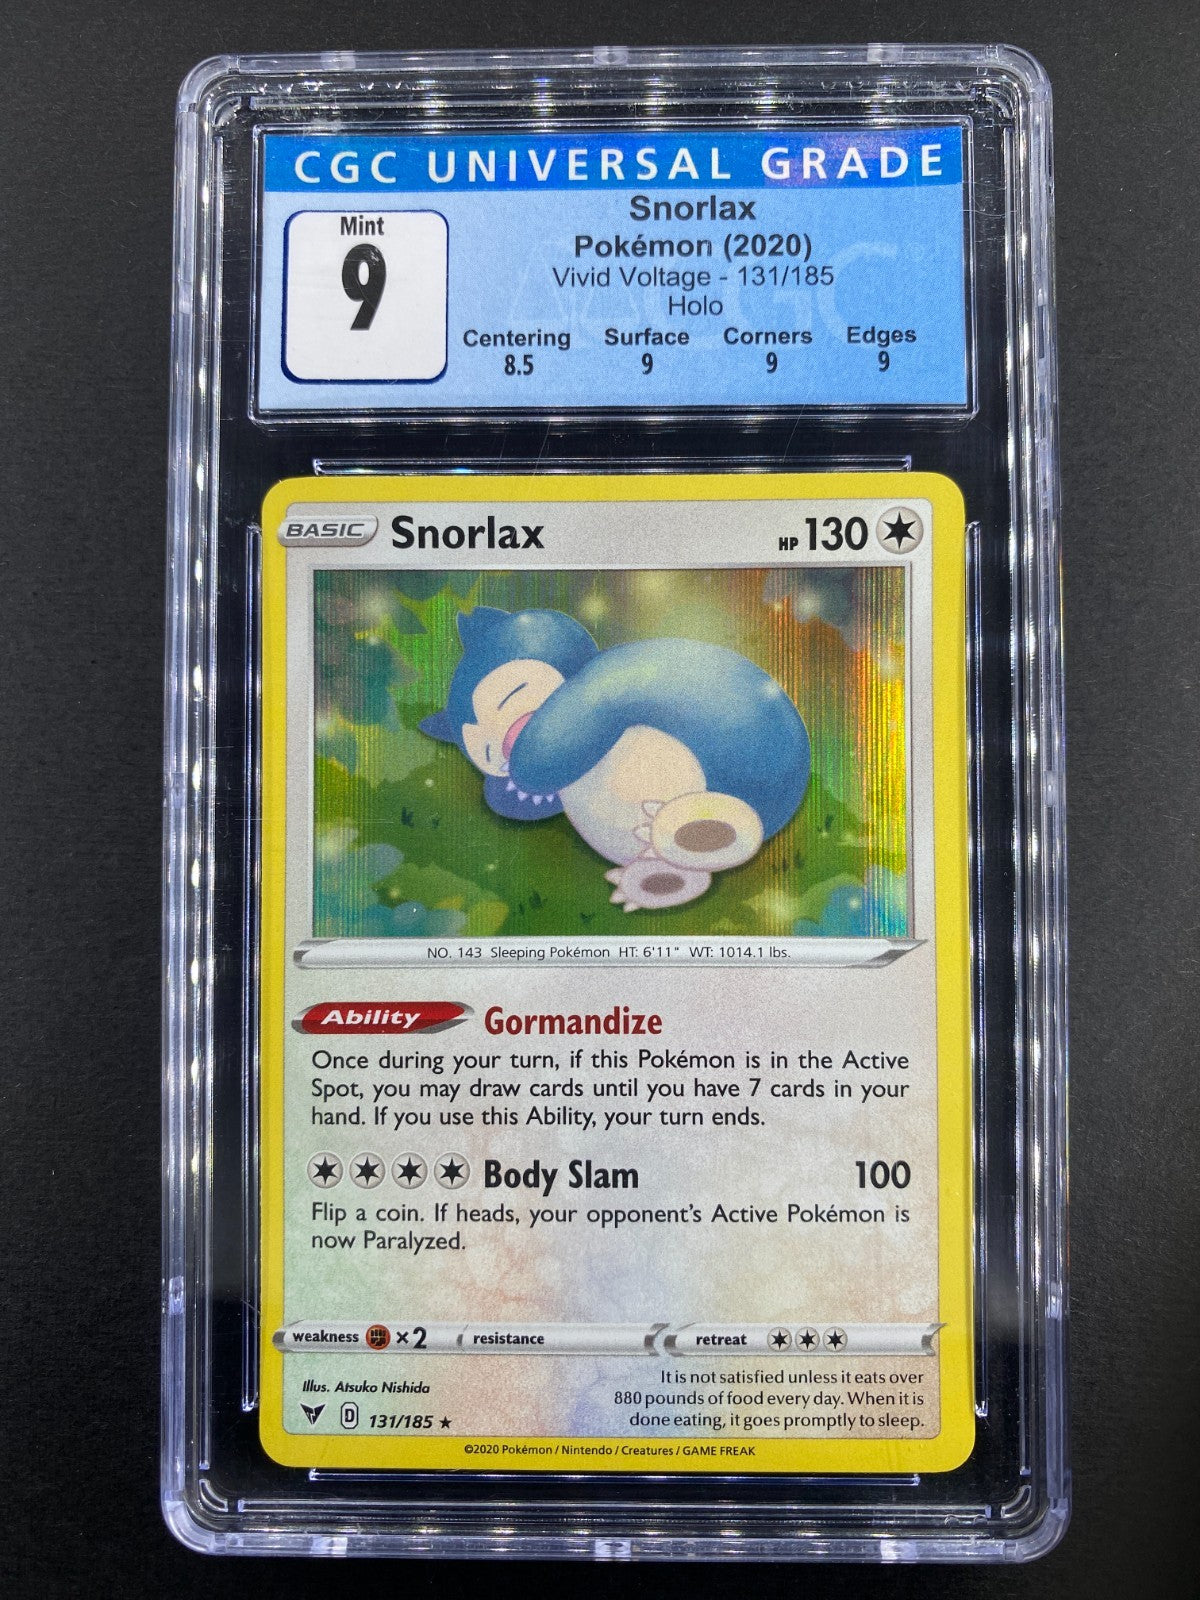 CGC UNIVERSAL GRADE
Mint
9
Snorlax
Pokémon (2020)
Vivid Voltage - 131/185
Holo
Centering Surface Corners Edges
8.5 9 9 9
BASIC Snorlax HP 130
NO. 143 Sleeping Pokémon HT: 6'11" WT: 1014.1 lbs.
Ability Gormandize
Once during your turn, if this Pokémon is in the Active
Spot, you may draw cards until you have 7 cards in your
hand. If you use this Ability, your turn ends.
Body Slam 100
Flip a coin. If heads, your opponent's Active Pokémon is
now Paralyzed.
weakness ×2 resistance retreat
Illus. Atsuko Nishida
D 131/185 ★
It is not satisfied unless it eats over
880 pounds of food every day. When it is
done eating, it goes promptly to sleep.
©2020 Pokémon / Nintendo / Creatures / GAME FREAK